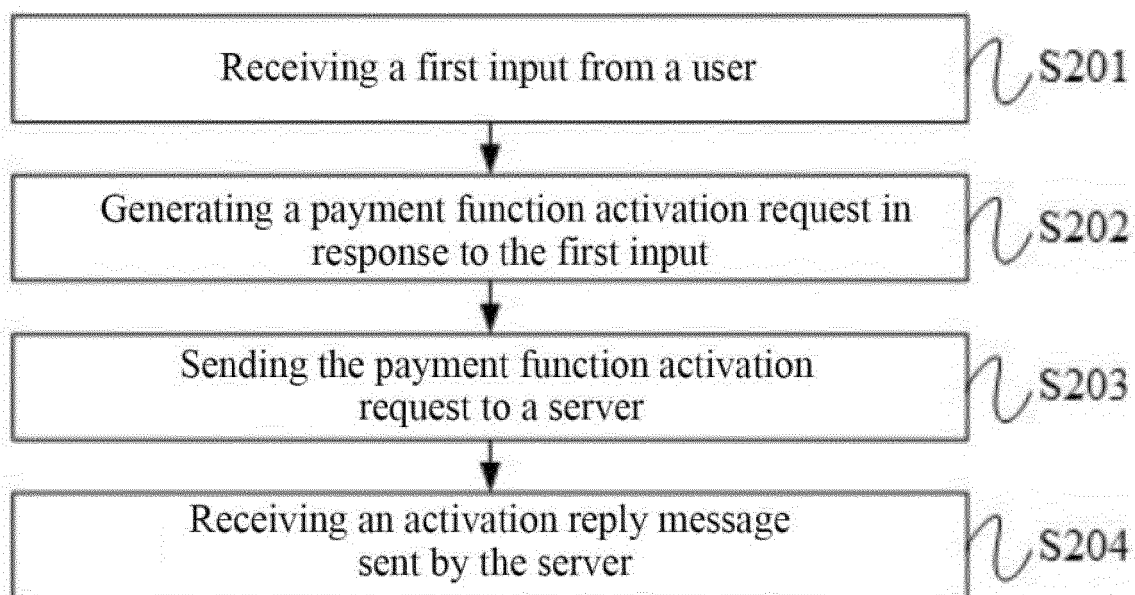 Receiving a first input from a user
S201
Generating a payment function activation request in
response to the first input
S202
Sending the payment function activation
request to a server
S203
Receiving an activation reply message
sent by the server
S204